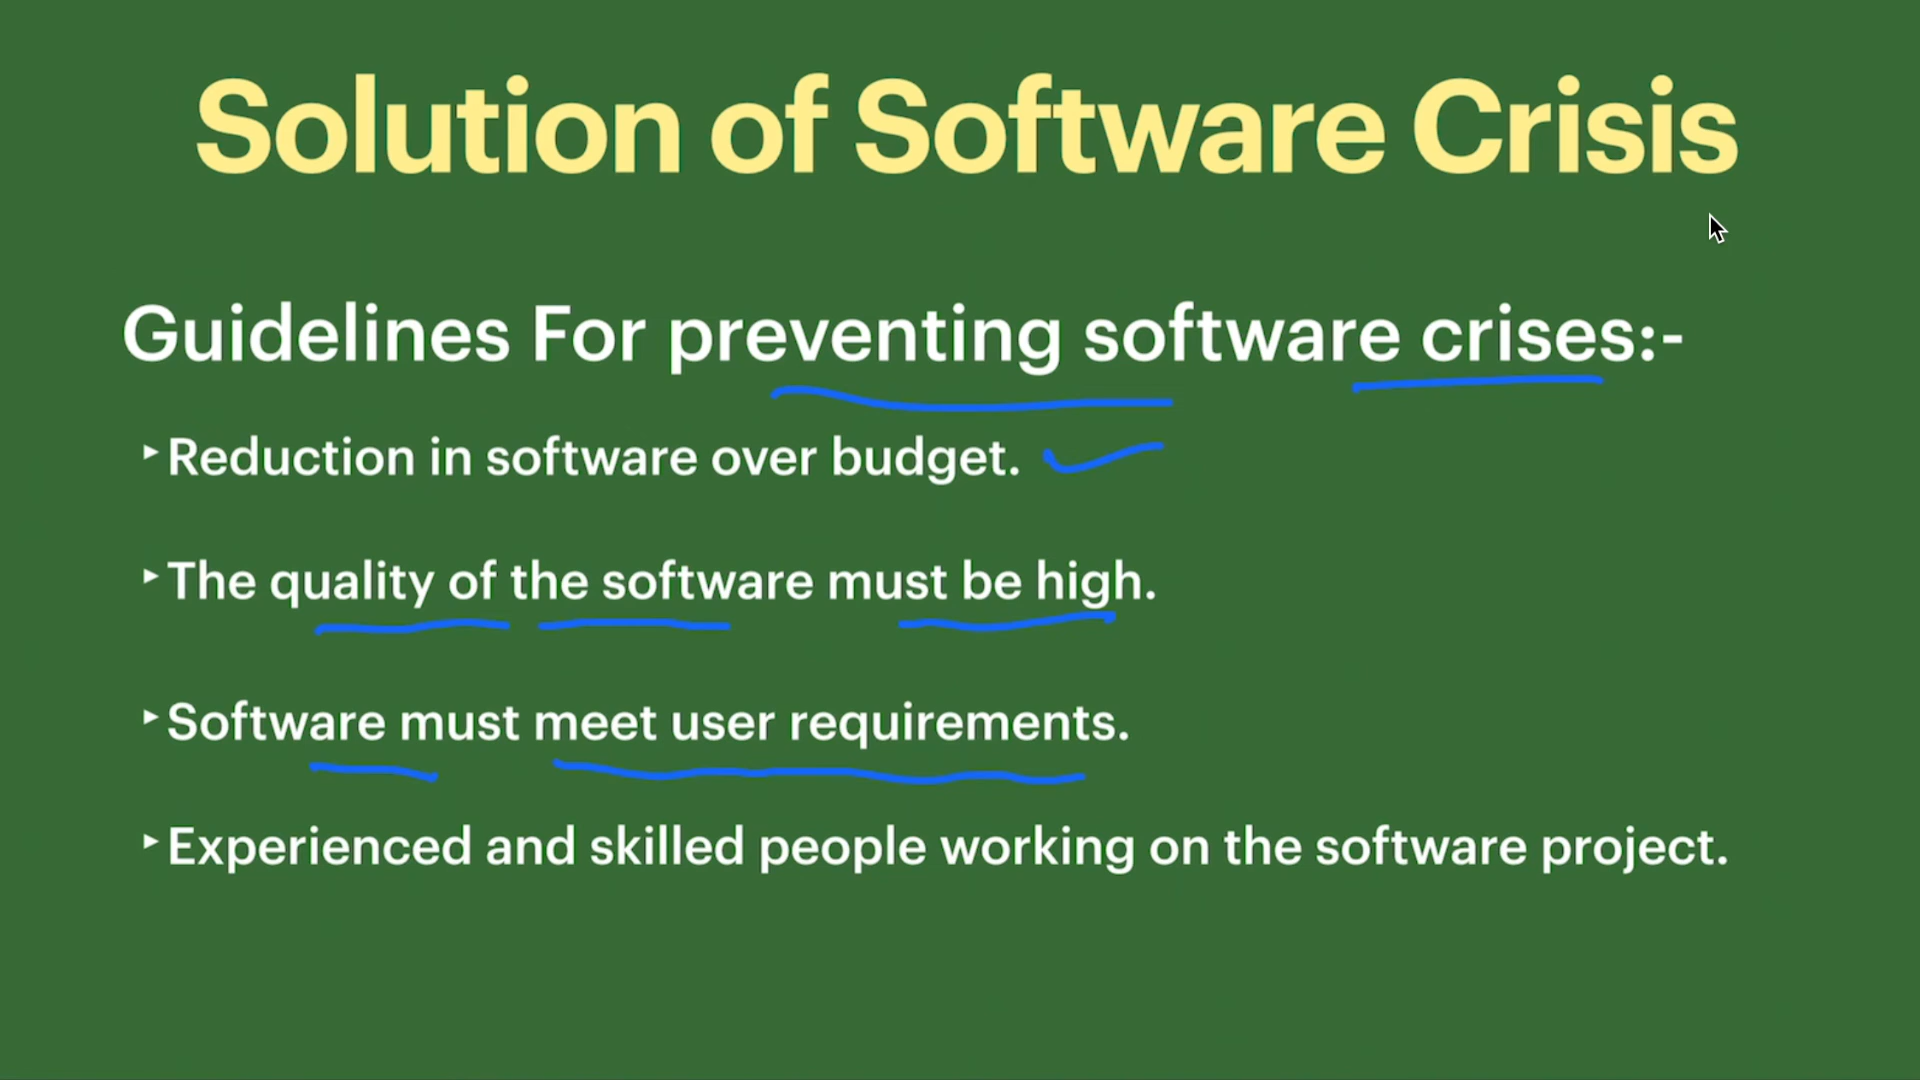 Solution of Software Crisis
Guidelines For preventing software crises:-
‣Reduction in software over budget.
‣The quality of the software must be high.
‣Software must meet user requirements.
‣Experienced and skilled people working on the software project.